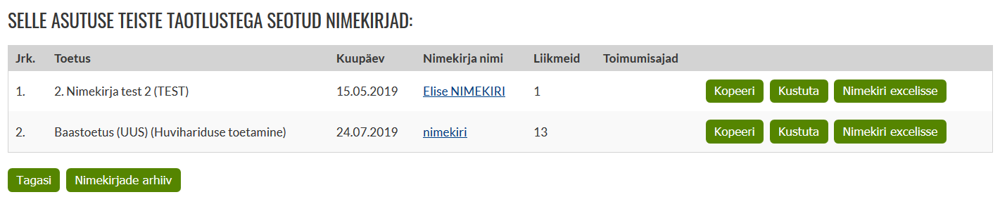 SELLE ASUTUSE TEISTE TAOTLUSTEGA SEOTUD NIMEKIRJAD:
Jrk. Toetus Kuupäev Nimekirja nimi Liikmeid Toimumisajad
1. 2. Nimekirja test 2 (TEST) 15.05.2019 Elise NIMEKIRI 1 Kopeeri Kustuta Nimekiri excelisse
2. Baastoetus (UUS) (Huvihariduse toetamine) 24.07.2019 nimekiri 13 Kopeeri Kustuta Nimekiri excelisse
Tagasi Nimekirjade arhiiv